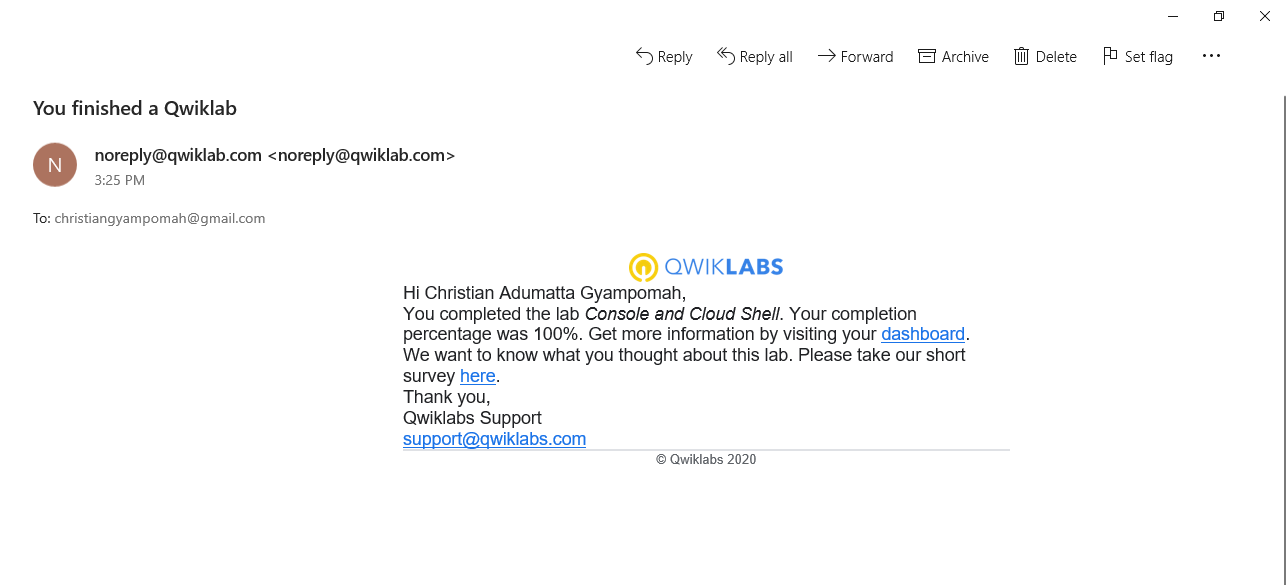 Reply
Reply all
Forward
Archive
Delete
Set flag
You finished a Qwiklab
N
noreply@qwiklab.com <noreply@qwiklab.com>
3:25 PM
To: christiangyampomah@gmail.com
QWIKLABS
Hi Christian Adumatta Gyampomah,
You completed the lab Console and Cloud Shell. Your completion
percentage was 100%. Get more information by visiting your dashboard.
We want to know what you thought about this lab. Please take our short
survey here.
Thank you,
Qwiklabs Support
support@qwiklabs.com
© Qwiklabs 2020